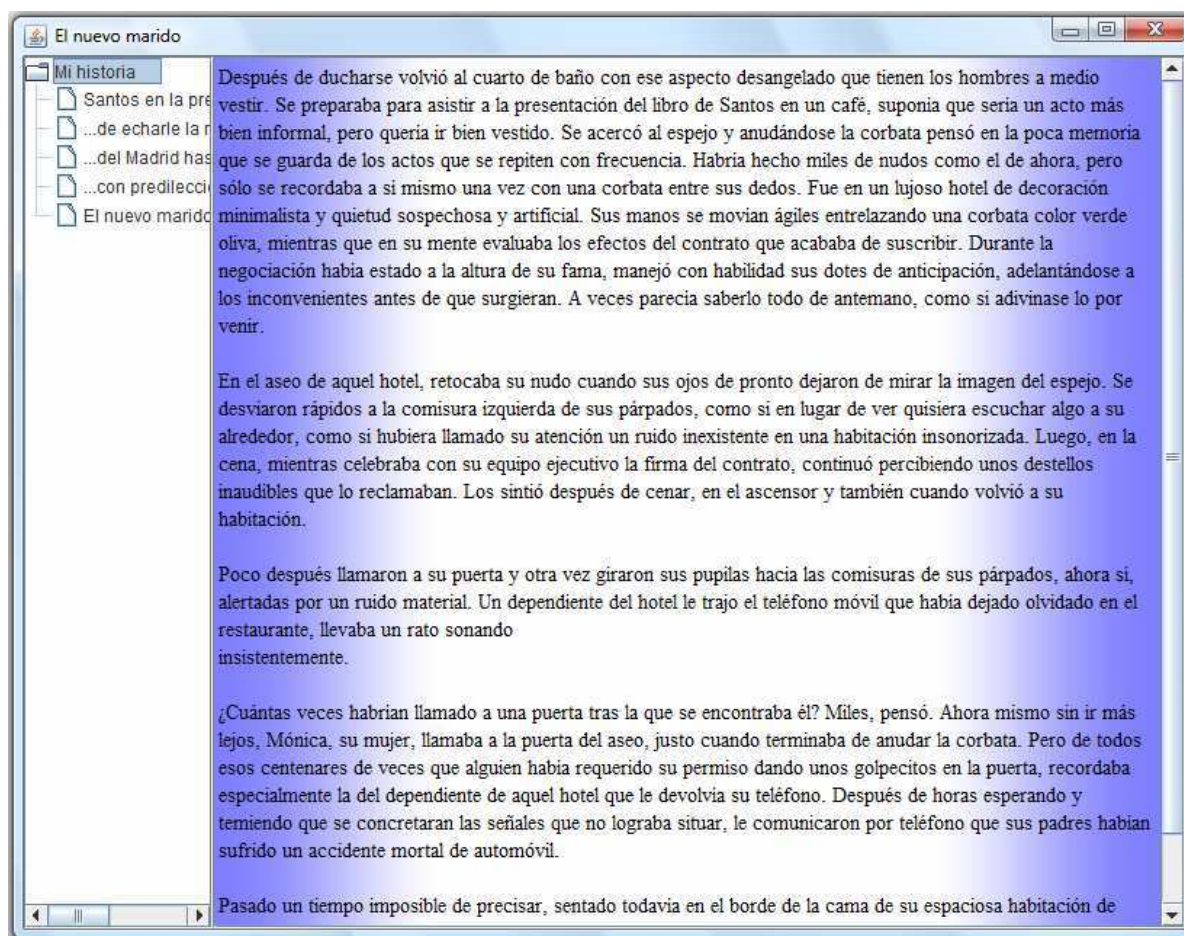 El nuevo marido
Mi historia
Santos en la pre
...de echarle la
...del Madrid has
...con predilecci
El nuevo marido
Después de ducharse volvió al cuarto de baño con ese aspecto desangelado que tienen los hombres a medio
vestir. Se preparaba para asistir a la presentación del libro de Santos en un café, suponia que seria un acto más
bien informal, pero queria ir bien vestido. Se acercó al espejo y anudándose la corbata pensó en la poca memoria
que se guarda de los actos que se repiten con frecuencia. Habria hecho miles de nudos como el de ahora, pero
sólo se recordaba a si mismo una vez con una corbata entre sus dedos. Fue en un lujoso hotel de decoración
minimalista y quietud sospechosa y artificial. Sus manos se movian ágiles entrelazando una corbata color verde
oliva, mientras que en su mente evaluaba los efectos del contrato que acababa de suscribir. Durante la
negociación habia estado a la altura de su fama, manejó con habilidad sus dotes de anticipación, adelantándose a
los inconvenientes antes de que surgieran. A veces parecia saberlo todo de antemano, como si adivinase lo por
venir.
En el aseo de aquel hotel, retocaba su nudo cuando sus ojos de pronto dejaron de mirar la imagen del espejo. Se
desviaron rápidos a la comisura izquierda de sus párpados, como si en lugar de ver quisiera escuchar algo a su
alrededor, como si hubiera llamado su atención un ruido inexistente en una habitación insonorizada. Luego, en la
cena, mientras celebraba con su equipo ejecutivo la firma del contrato, continuó percibiendo unos destellos
inaudibles que lo reclamaban. Los sintió después de cenar, en el ascensor y también cuando volvió a su
habitación.
Poco después llamaron a su puerta y otra vez giraron sus pupilas hacia las comisuras de sus párpados, ahora si,
alertadas por un ruido material. Un dependiente del hotel le trajo el teléfono móvil que habia dejado olvidado en el
restaurante, llevaba un rato sonando
insistentemente.
¿Cuántas veces habrian llamado a una puerta tras la que se encontraba él? Miles, pensó. Ahora mismo sin ir más
lejos, Mónica, su mujer, llamaba a la puerta del aseo, justo cuando terminaba de anudar la corbata. Pero de todos
esos centenares de veces que alguien habia requerido su permiso dando unos golpecitos en la puerta, recordaba
especialmente la del dependiente de aquel hotel que le devolvia su teléfono. Después de horas esperando y
temiendo que se concretaran las señales que no lograba situar, le comunicaron por teléfono que sus padres habian
sufrido un accidente mortal de automóvil.
Pasado un tiempo imposible de precisar, sentado todavia en el borde de la cama de su espaciosa habitación de